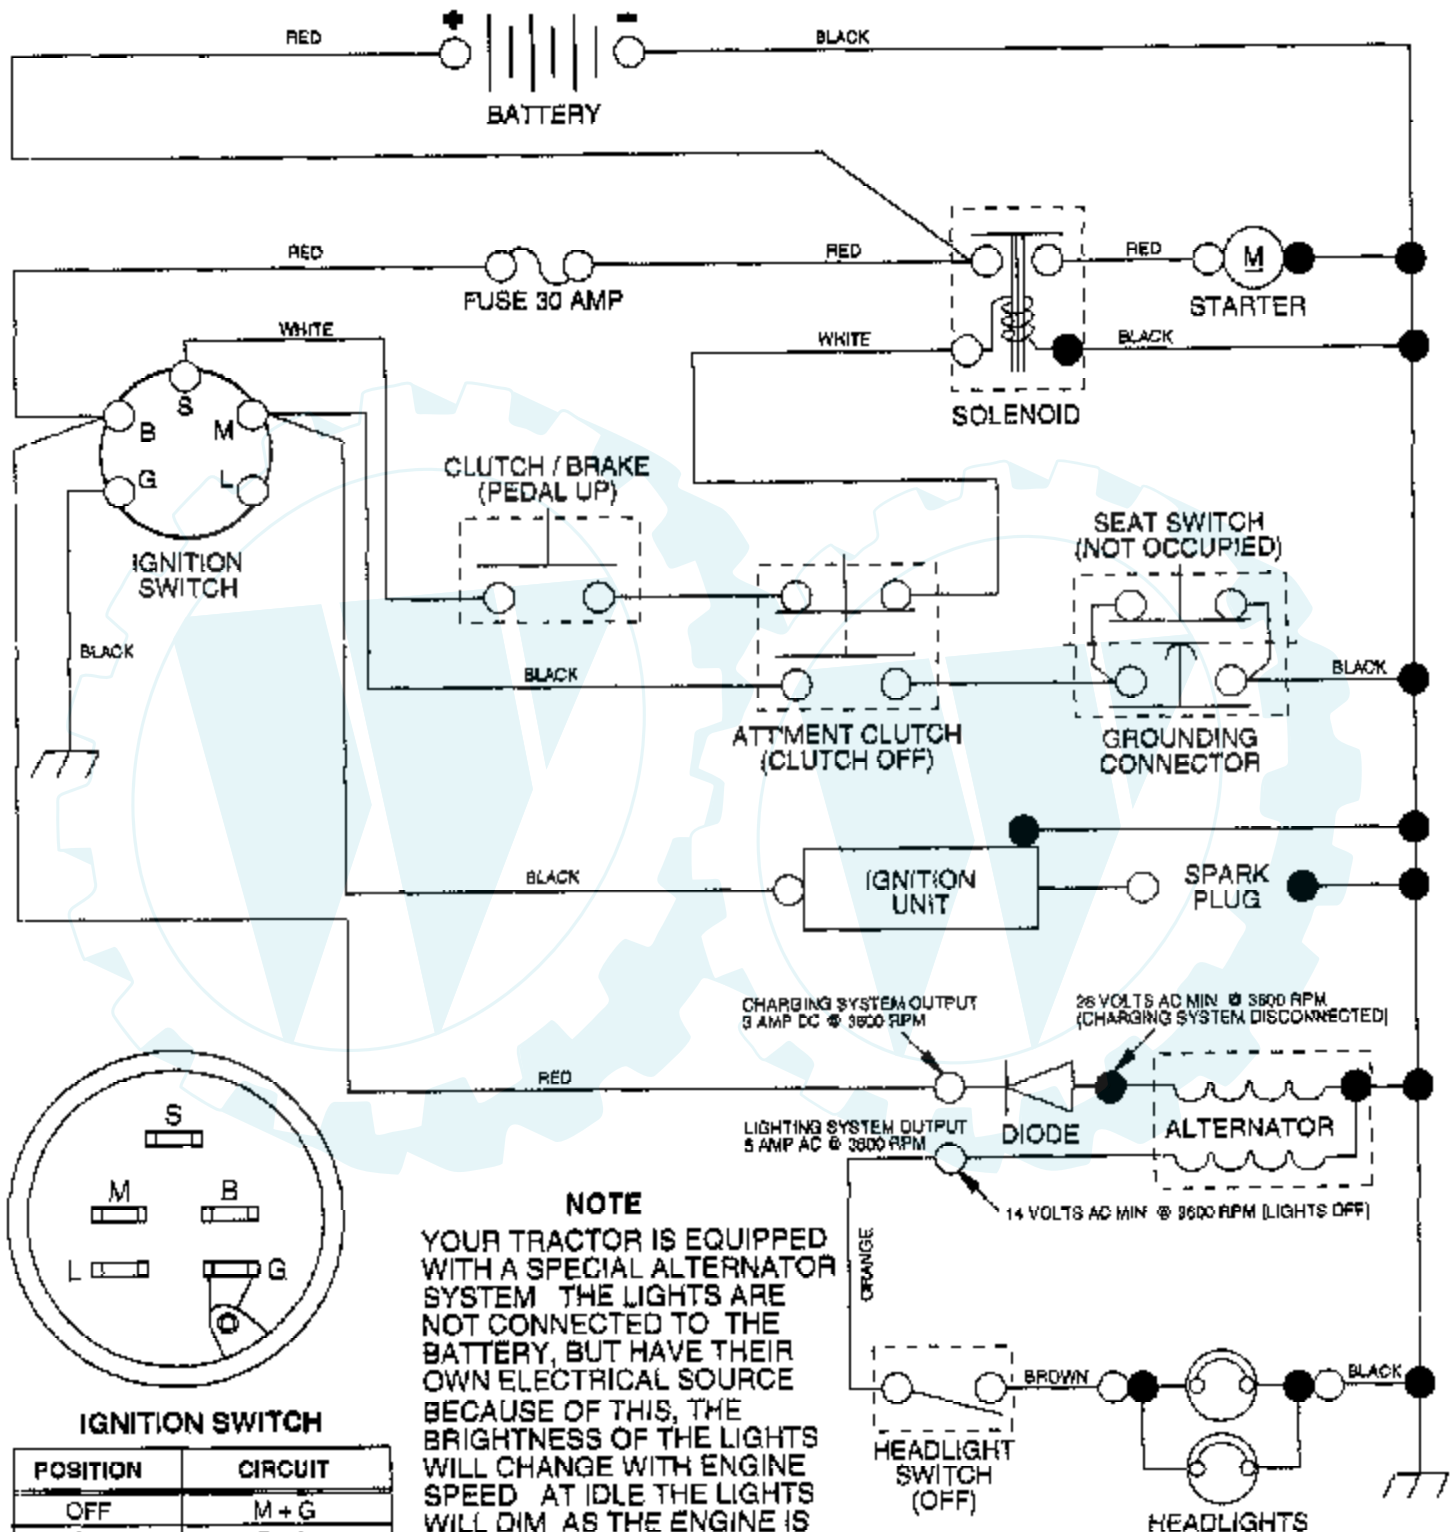 RED
+
-
BLACK
BATTERY
RED
FUSE 30 AMP
RED
RED
M
STARTER
WHITE
WHITE
BLACK
SOLENOID
S
B
M
G
L
IGNITION
SWITCH
CLUTCH / BRAKE
(PEDAL UP)
SEAT SWITCH
(NOT OCCUPIED)
BLACK
BLACK
BLACK
ATT'MENT CLUTCH
(CLUTCH OFF)
GROUNDING
CONNECTOR
BLACK
IGNITION
UNIT
SPARK
PLUG
CHARGING SYSTEM OUTPUT
3 AMP DC @ 3600 RPM
28 VOLTS AC MIN @ 3600 RPM
(CHARGING SYSTEM DISCONNECTED)
RED
DIODE
ALTERNATOR
LIGHTING SYSTEM OUTPUT
5 AMP AC @ 3600 RPM
14 VOLTS AC MIN @ 3600 RPM (LIGHTS OFF)
S
M
B
L
G
ORANGE
NOTE
YOUR TRACTOR IS EQUIPPED
WITH A SPECIAL ALTERNATOR
SYSTEM THE LIGHTS ARE
NOT CONNECTED TO THE
BATTERY, BUT HAVE THEIR
OWN ELECTRICAL SOURCE
BECAUSE OF THIS, THE
BRIGHTNESS OF THE LIGHTS
WILL CHANGE WITH ENGINE
SPEED AT IDLE THE LIGHTS
WILL DIM AS THE ENGINE IS
BROWN
BLACK
HEADLIGHT
SWITCH
(OFF)
HEADLIGHTS
IGNITION SWITCH
POSITION CIRCUIT
OFF M + G